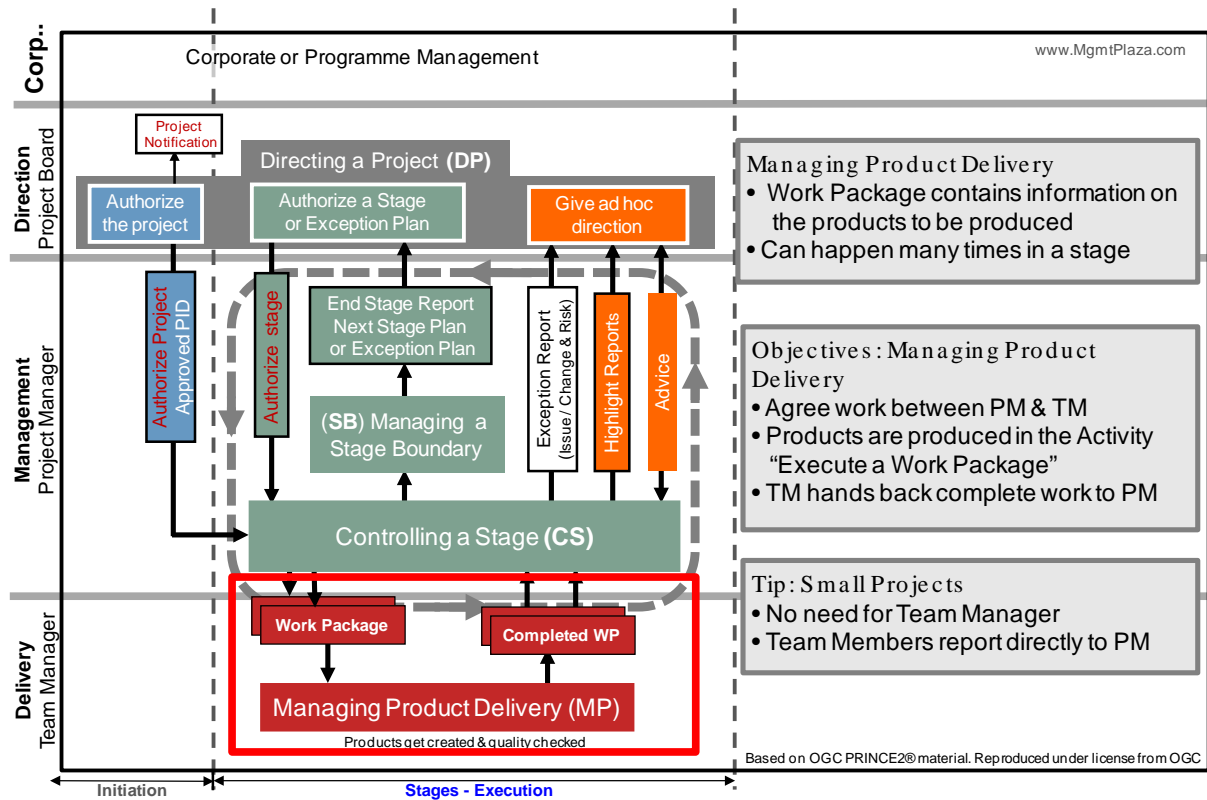 Corp..
Corporate or Programme Management
www.MgmtPlaza.com
Direction
Project Board
Project
Notification
Directing a Project (DP)
Authorize
the project
Authorize a Stage
or Exception Plan
Give ad hoc
direction
Management
Project Manager
Authorize Project
Approved PID
Authorize stage
End Stage Report
Next Stage Plan
or Exception Plan
(SB) Managing a
Stage Boundary
Exception Report
(Issue / Change & Risk)
Highlight Reports
Advice
Controlling a Stage (CS)
Delivery
Team Manager
Work Package
Completed WP
Managing Product Delivery (MP)
Products get created & quality checked
Managing Product Delivery
• Work Package contains information on
the products to be produced
• Can happen many times in a stage
Objectives: Managing Product
Delivery
• Agree work between PM & TM
• Products are produced in the Activity
"Execute a Work Package"
• TM hands back complete work to PM
Tip: Small Projects
• No need for Team Manager
• Team Members report directly to PM
Based on OGC PRINCE2® material. Reproduced under license from OGC
Initiation
Stages - Execution